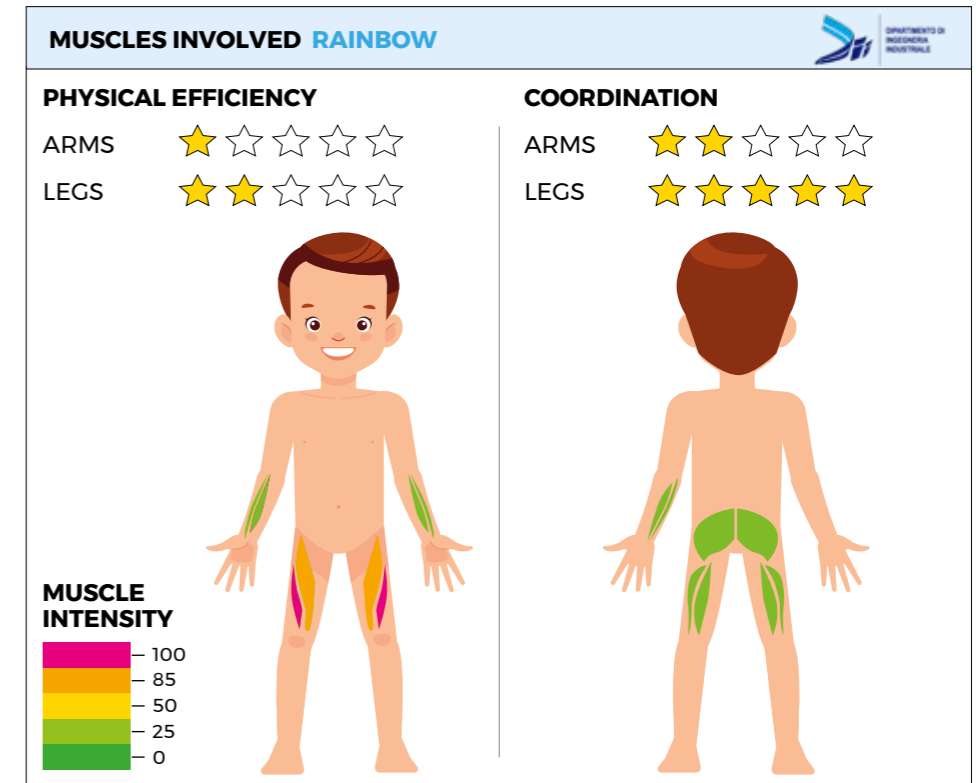 MUSCLES INVOLVED RAINBOW
DIPARTIMENTO DI
INGEGNERIA
INDUSTRIALE
PHYSICAL EFFICIENCY
ARMS
LEGS
COORDINATION
ARMS
LEGS
MUSCLE
INTENSITY
100
85
50
25
0